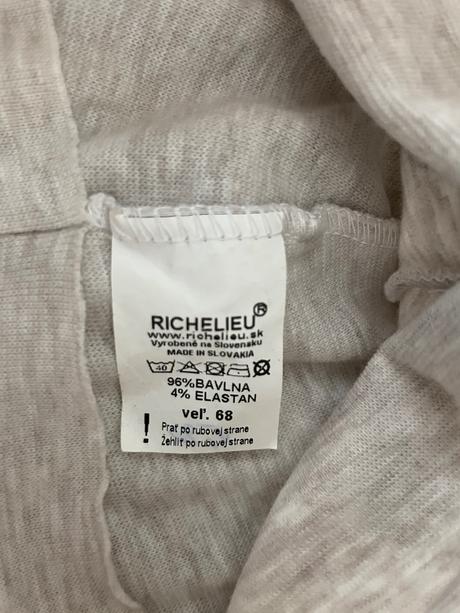 RICHELIEU®
www.richelieu.sk
Vyrobené na Slovensku
MADE IN SLOVAKIA
40
96%BAVLNA
4% ELASTAN
veľ. 68
! Prať po rubovej strane
Žehliť po rubovej strane